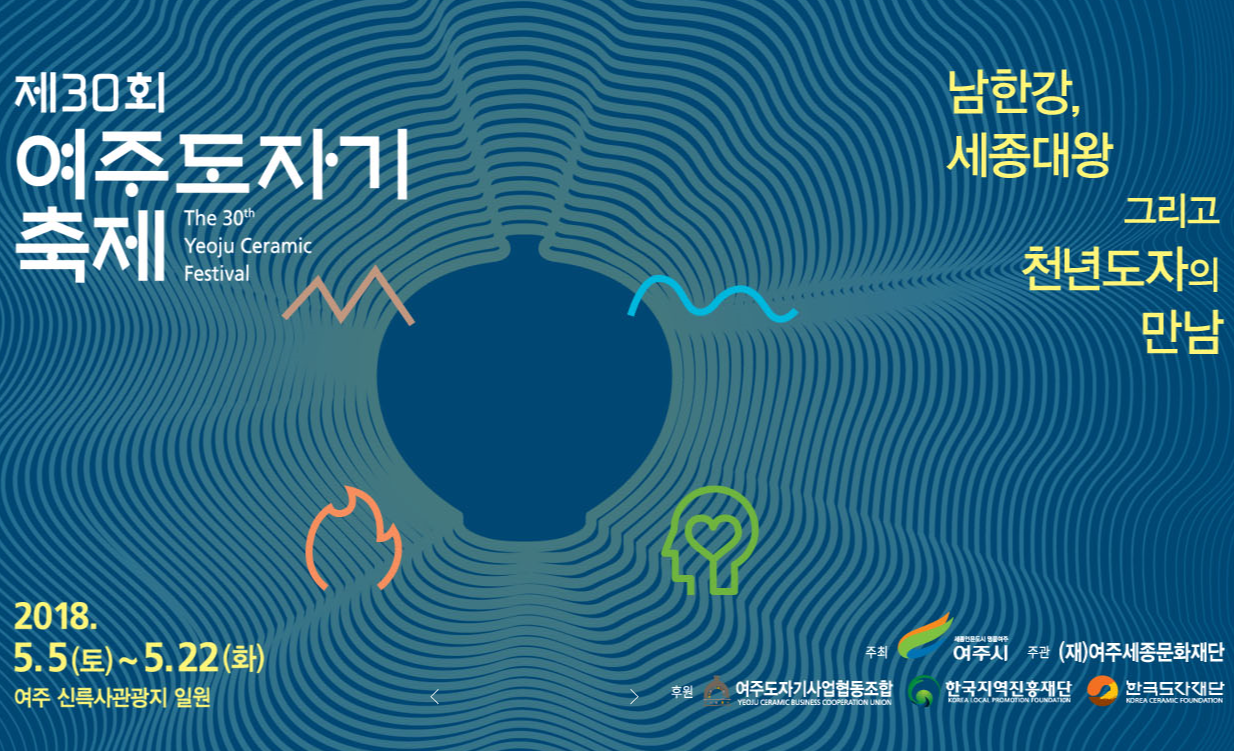 제30회
여주도자기
축제
The 30th
Yeoju Ceramic
Festival
남한강,
세종대왕
그리고
천년도자의
만남
2018.
5.5(토)~5.22(화)
여주 신륵사관광지 일원
주최 여주시 주관 (재)여주세종문화재단
후원 여주도자기사업협동조합 한국지역진흥재단 한국도자재단
YEOJU CERAMIC BUSINESS COOPERATION UNION KOREA LOCAL PROMOTION FOUNDATION KOREA CERAMIC FOUNDATION